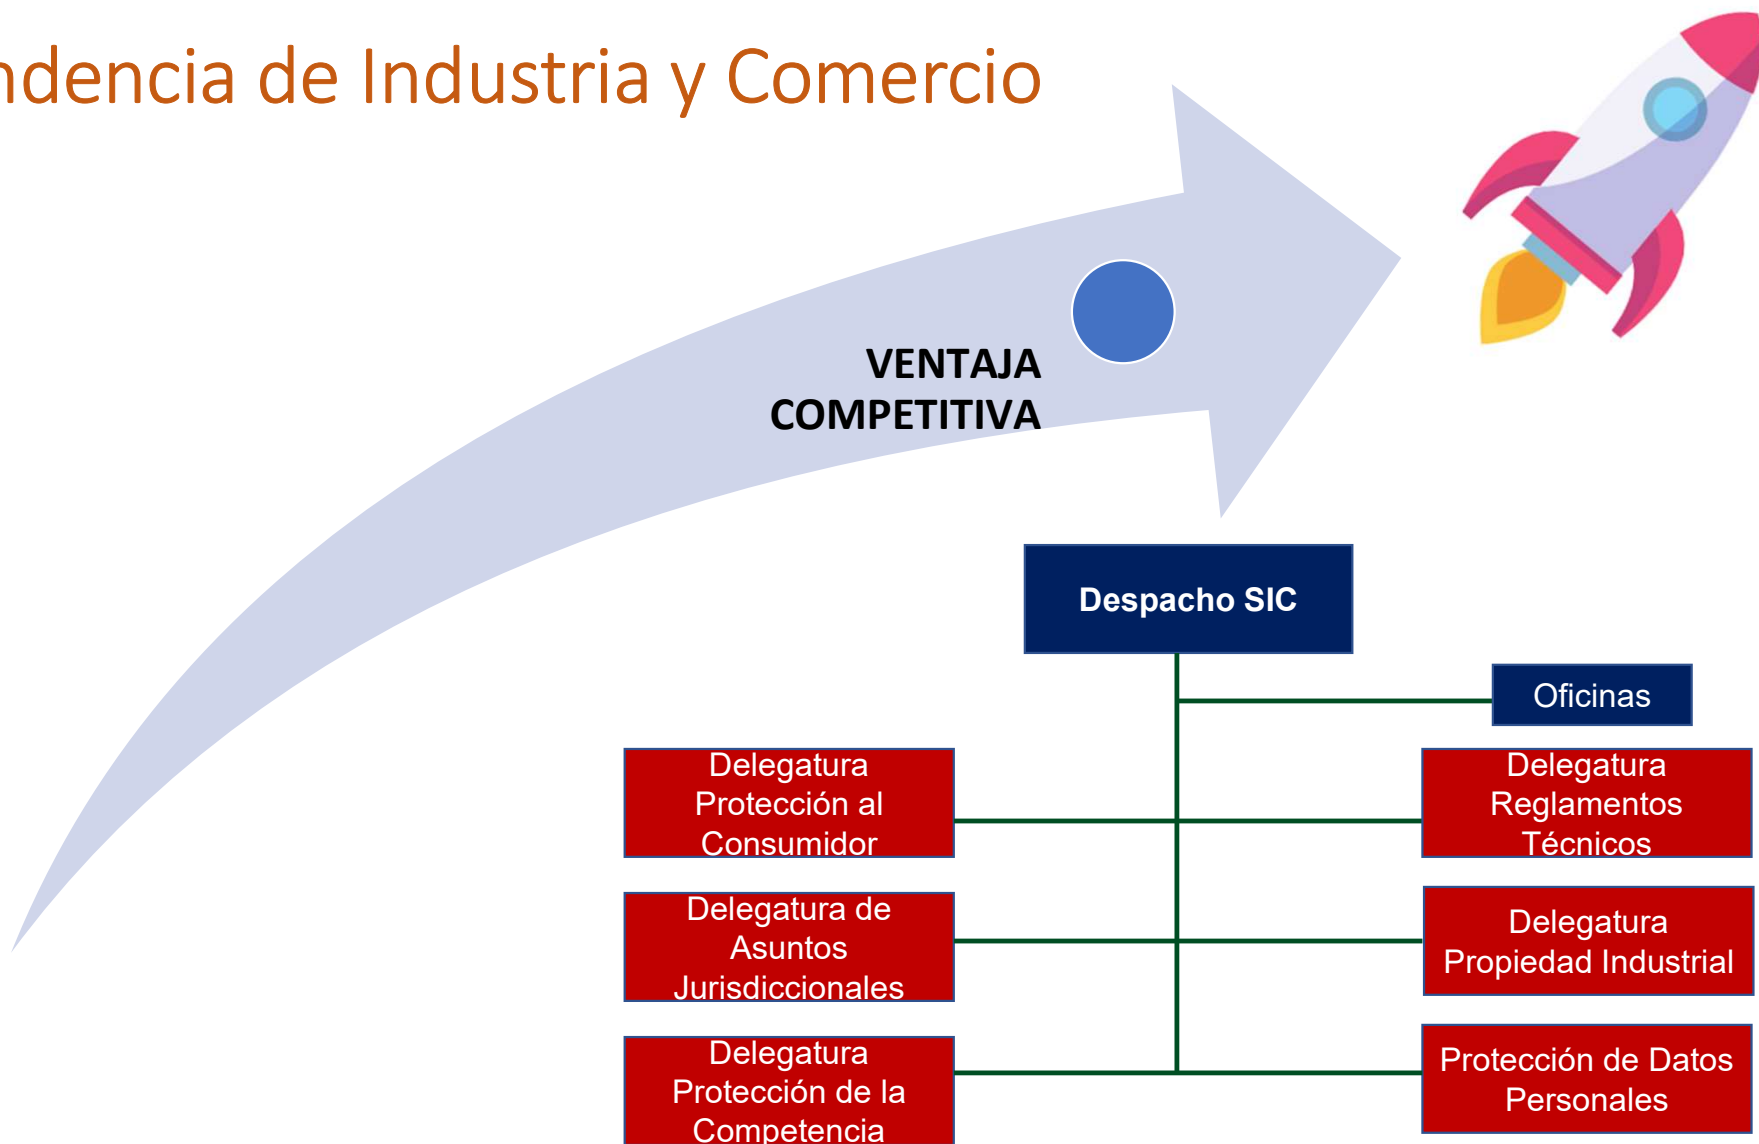 ndencia de Industria y Comercio
VENTAJA
COMPETITIVA
Despacho SIC
Oficinas
Delegatura
Protección al
Consumidor
Delegatura
Reglamentos
Técnicos
Delegatura de
Asuntos
Jurisdiccionales
Delegatura
Propiedad Industrial
Delegatura
Protección de la
Competencia
Protección de Datos
Personales